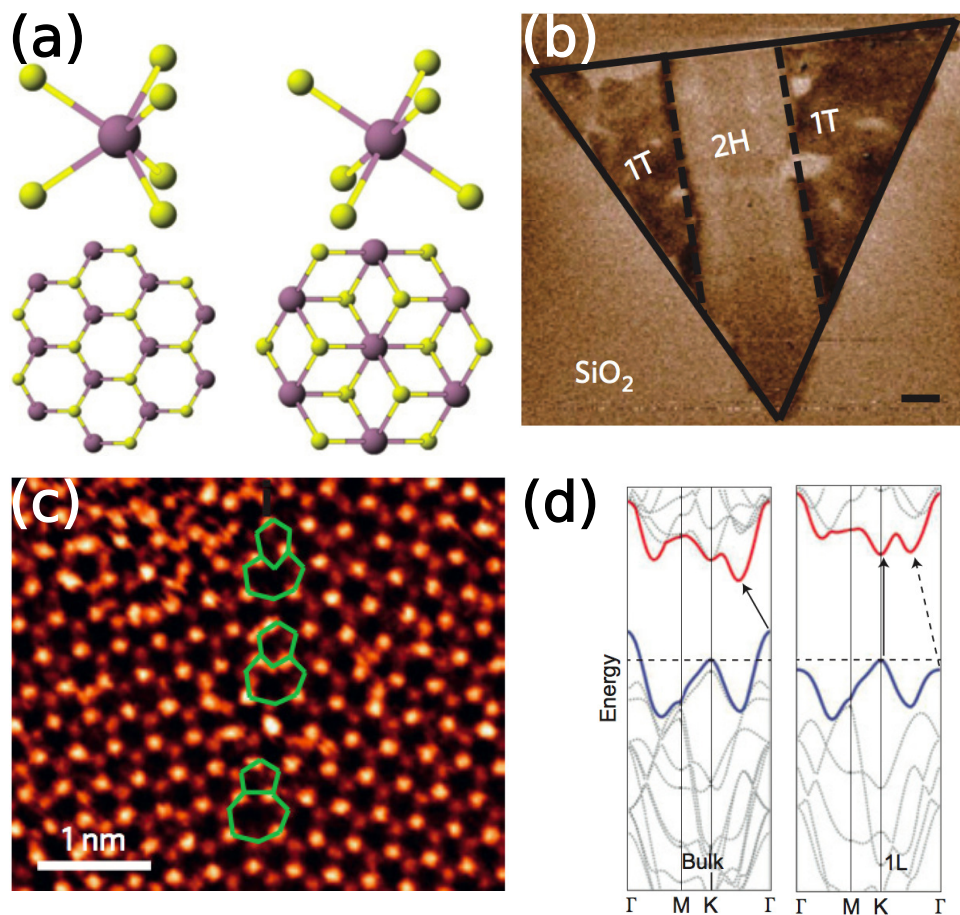 (a)
(b)
1T
2H
1T
SiO₂
(c)
1 nm
(d)
Energy
Bulk
1L
Γ M K Γ
Γ M K Γ